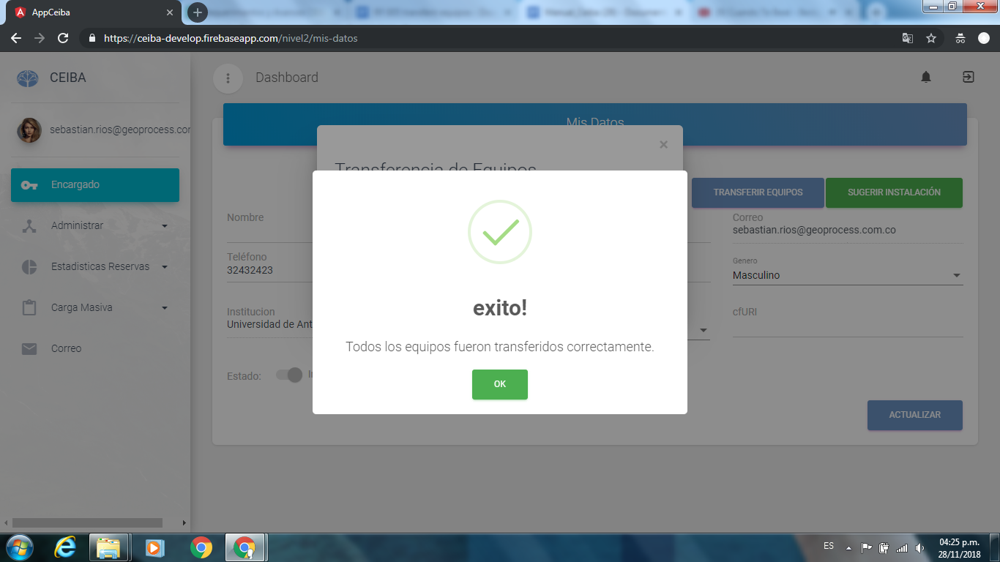 AppCeiba
https://ceiba-develop.firebaseapp.com/nivel2/mis-datos
CEIBA
Dashboard
sebastian.rios@geoprocess.cor
Mis Datos
Transferencia de Equipos
Encargado
TRANSFERIR EQUIPOS
SUGERIR INSTALACIÓN
Administrar
Nombre
Correo
sebastian.rios@geoprocess.com.co
Estadisticas Reservas
Teléfono
32432423
Genero
Masculino
Carga Masiva
Institucion
Universidad de Ant
cfURI
Correo
Estado:
exito!
Todos los equipos fueron transferidos correctamente.
OK
ACTUALIZAR
ES
04:25 p.m.
28/11/2018